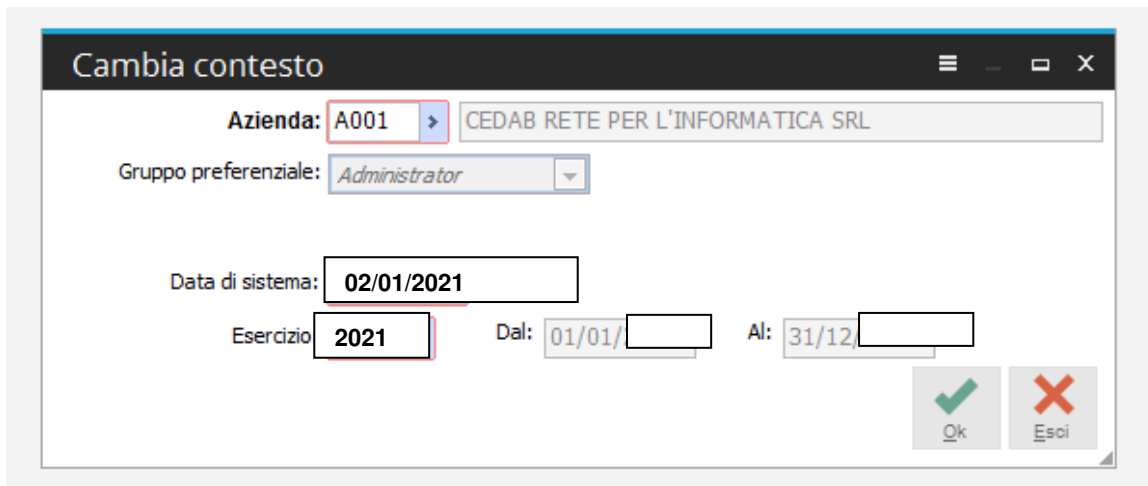 Cambia contesto
Azienda: A001 CEDAB RETE PER L'INFORMATICA SRL
Gruppo preferenziale: Administrator
Data di sistema: 02/01/2021
Esercizio 2021 Dal: 01/01/ Al: 31/12/
Ok Esci